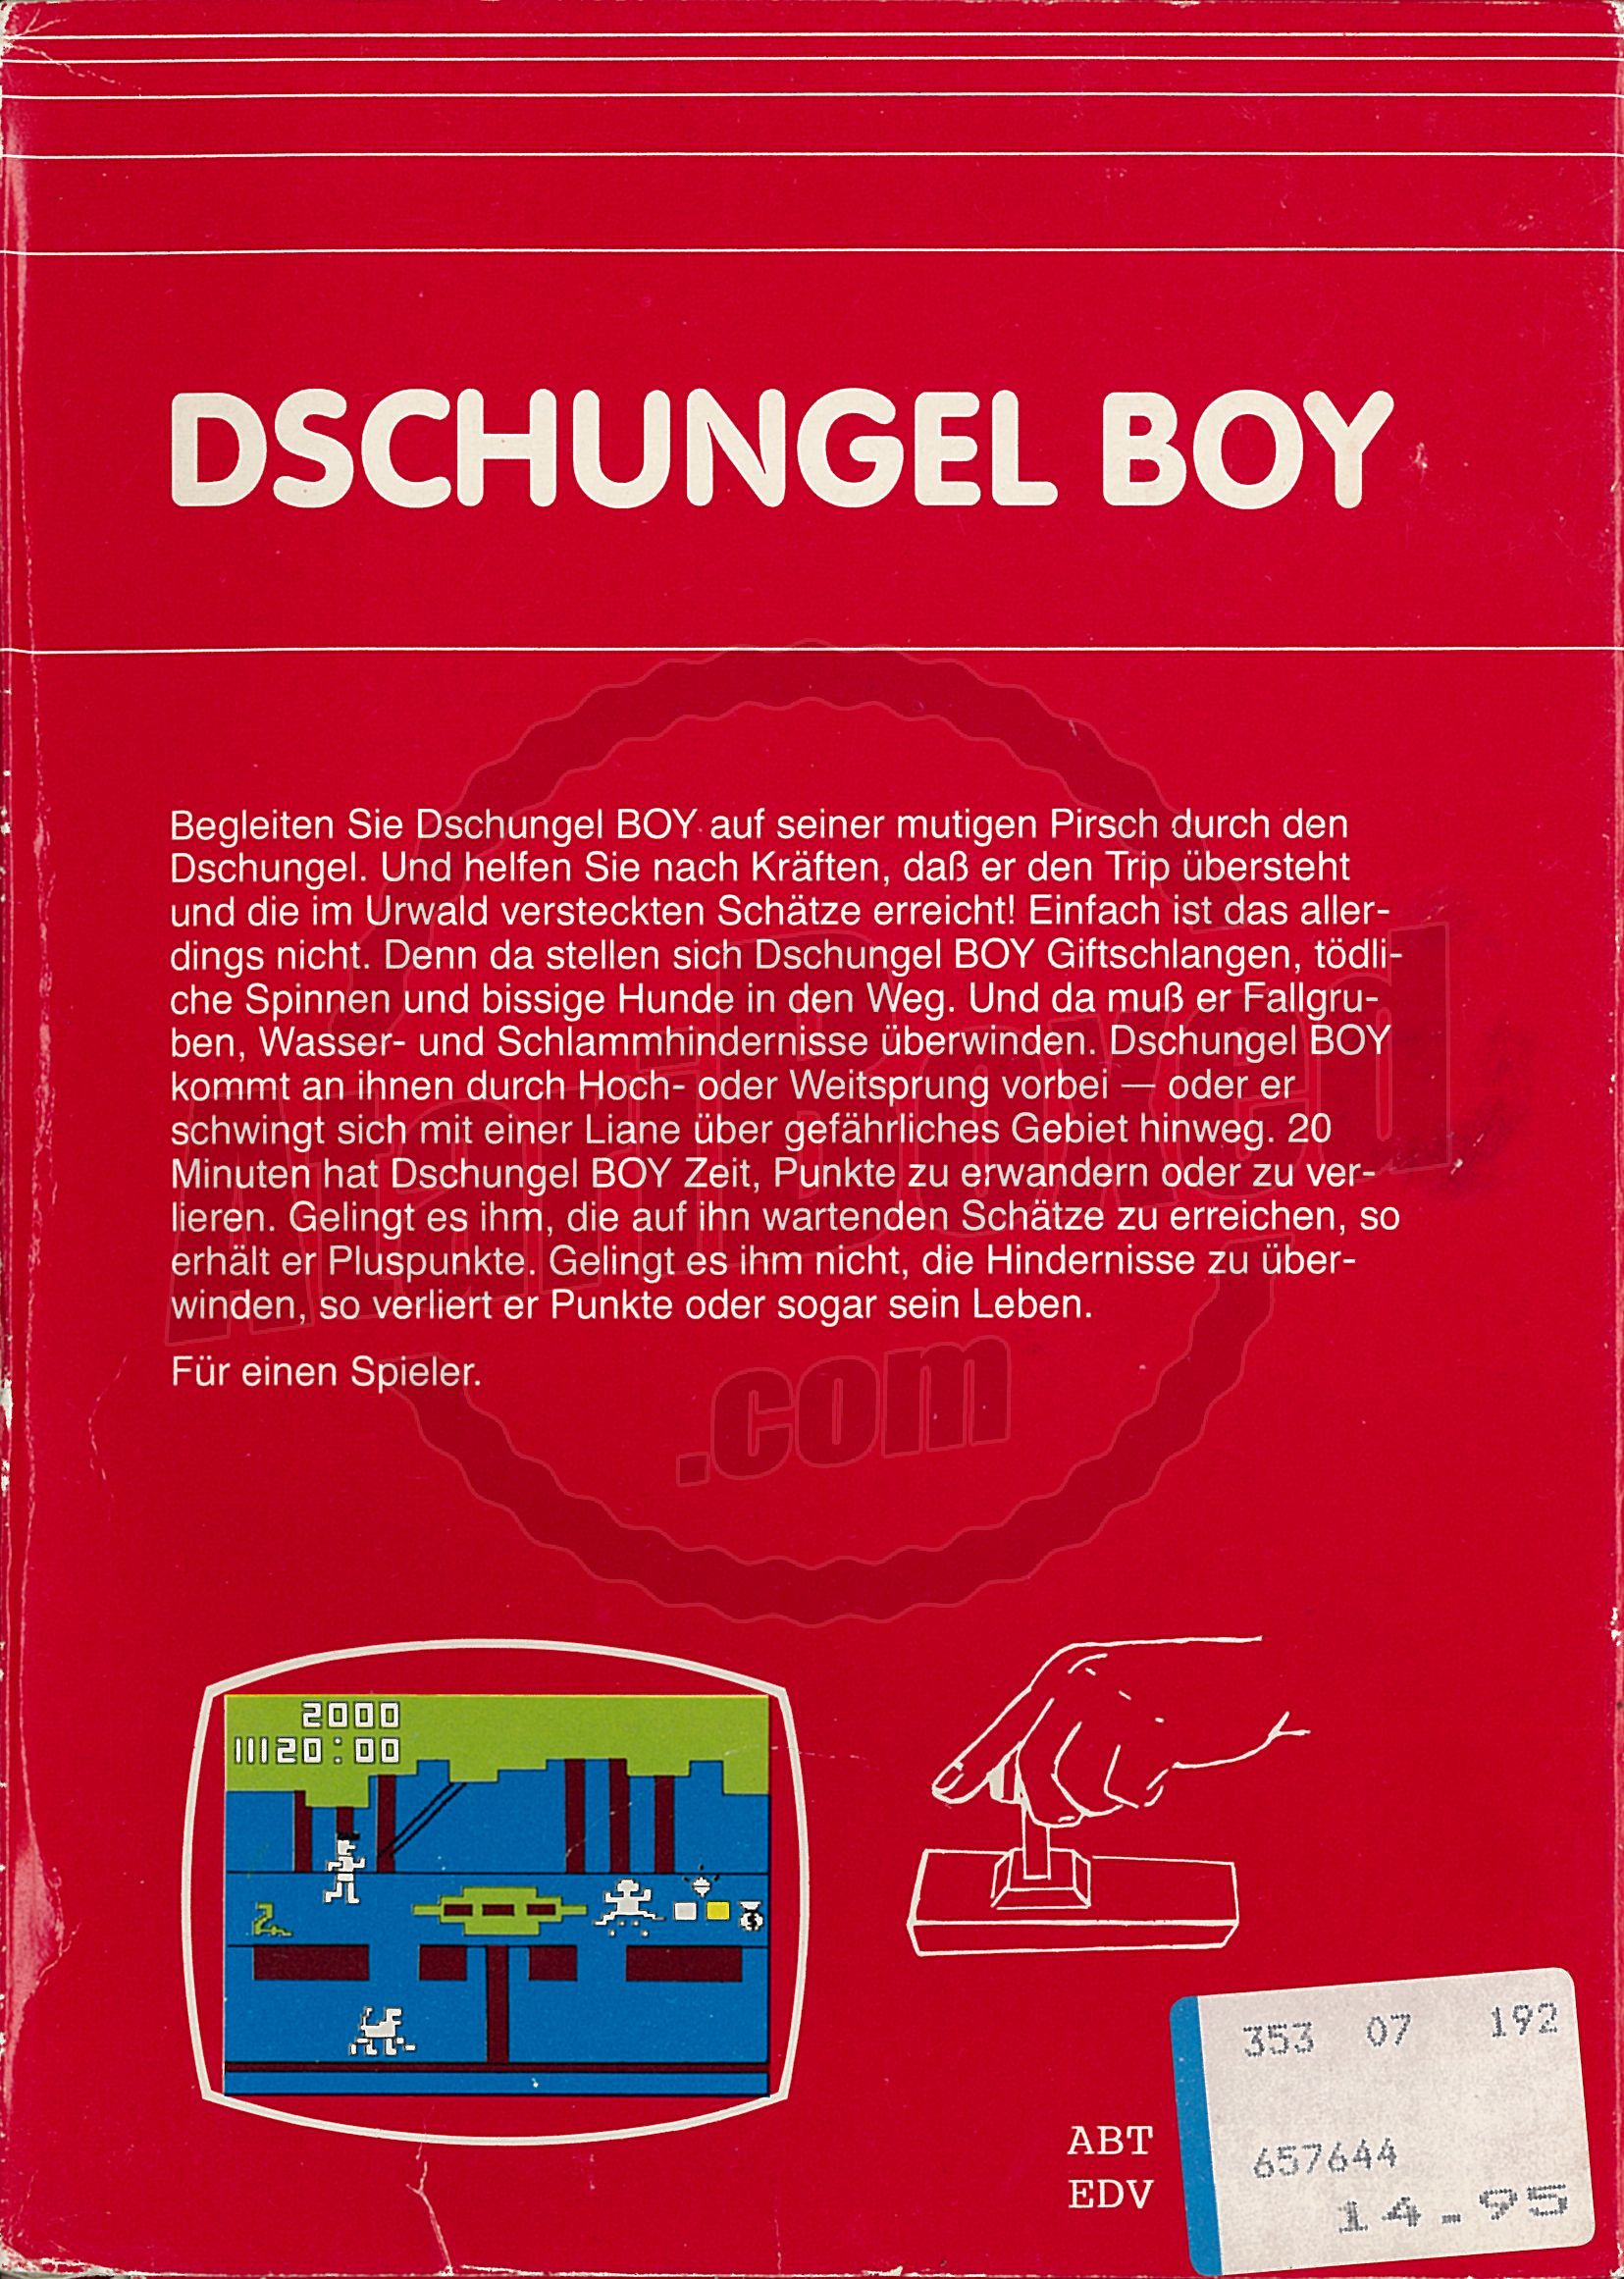 DSCHUNGEL BOY
Begleiten Sie Dschungel BOY auf seiner mutigen Pirsch durch den
Dschungel. Und helfen Sie nach Kräften, daß er den Trip übersteht
und die im Urwald versteckten Schätze erreicht! Einfach ist das aller-
dings nicht. Denn da stellen sich Dschungel BOY Giftschlangen, tödli-
che Spinnen und bissige Hunde in den Weg. Und da muß er Fallgru-
ben, Wasser- und Schlammhindernisse überwinden. Dschungel BOY
kommt an ihnen durch Hoch- oder Weitsprung vorbei — oder er
schwingt sich mit einer Liane über gefährliches Gebiet hinweg. 20
Minuten hat Dschungel BOY Zeit, Punkte zu erwandern oder zu ver-
lieren. Gelingt es ihm, die auf ihn wartenden Schätze zu erreichen, so
erhält er Pluspunkte. Gelingt es ihm nicht, die Hindernisse zu über-
winden, so verliert er Punkte oder sogar sein Leben.
Für einen Spieler.
AtariBoxed
.com
2000
III20:00
353 07 192
ABT
657644
EDV
14.95